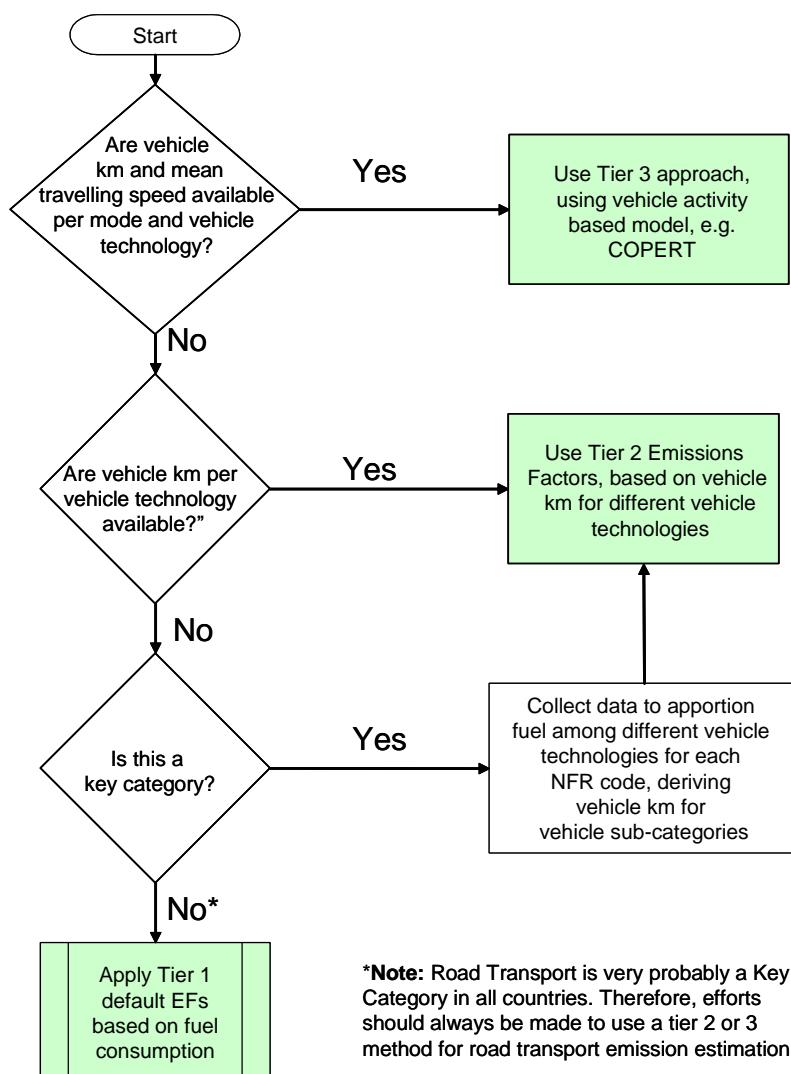 Start
Are vehicle
km and mean
travelling speed available
per mode and vehicle
technology?
Yes
Use Tier 3 approach,
using vehicle activity
based model, e.g.
COPERT
No
Are vehicle km per
vehicle technology
available?”
Yes
Use Tier 2 Emissions
Factors, based on vehicle
km for different vehicle
technologies
No
Is this a
key category?
Yes
Collect data to apportion
fuel among different vehicle
technologies for each
NFR code, deriving
vehicle km for
vehicle sub-categories
No*
Apply Tier 1
default EFs
based on fuel
consumption
*Note: Road Transport is very probably a Key
Category in all countries. Therefore, efforts
should always be made to use a tier 2 or 3
method for road transport emission estimation